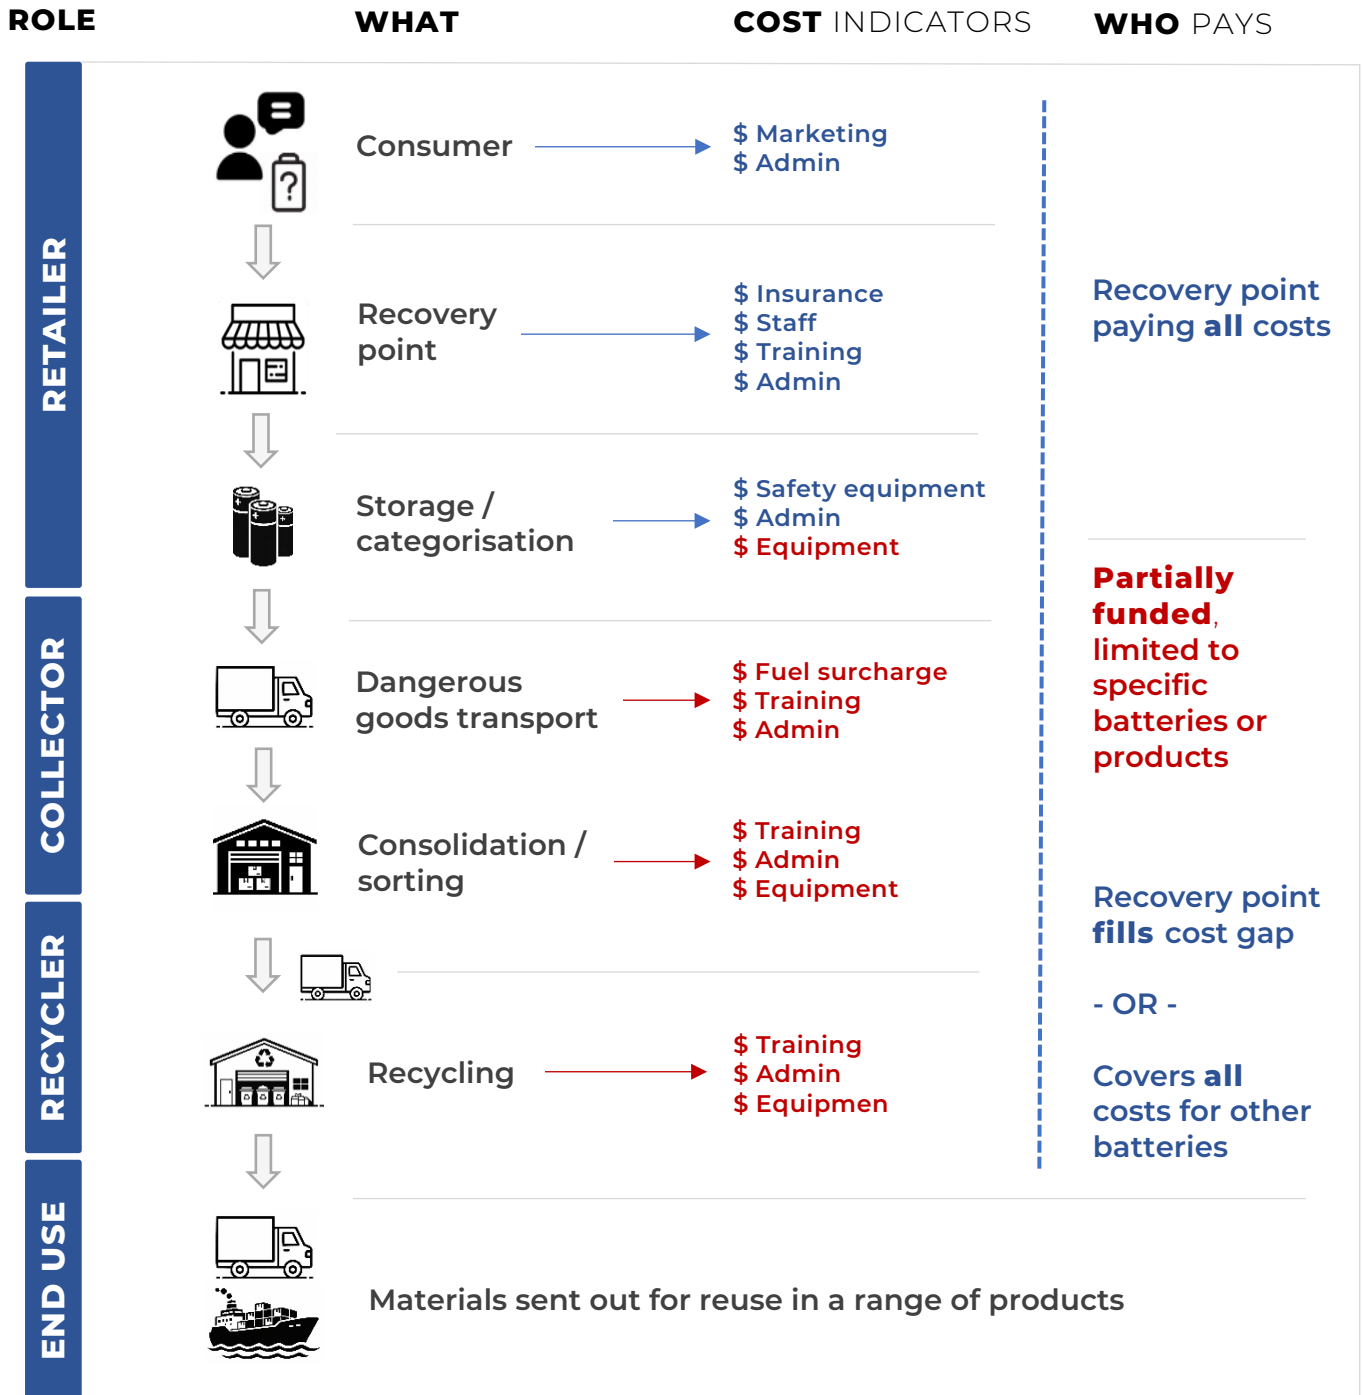 ROLE
WHAT
COST INDICATORS
WHO PAYS
RETAILER
Consumer
$ Marketing
$ Admin
Recovery
point
$ Insurance
$ Staff
$ Training
$ Admin
Recovery point
paying all costs
Storage /
categorisation
$ Safety equipment
$ Admin
$ Equipment
Partially
funded,
limited to
specific
batteries or
products
COLLECTOR
Dangerous
goods transport
$ Fuel surcharge
$ Training
$ Admin
Consolidation /
sorting
$ Training
$ Admin
$ Equipment
Recovery point
fills cost gap
- OR -
Covers all
costs for other
batteries
RECYCLER
Recycling
$ Training
$ Admin
$ Equipmen
END USE
Materials sent out for reuse in a range of products